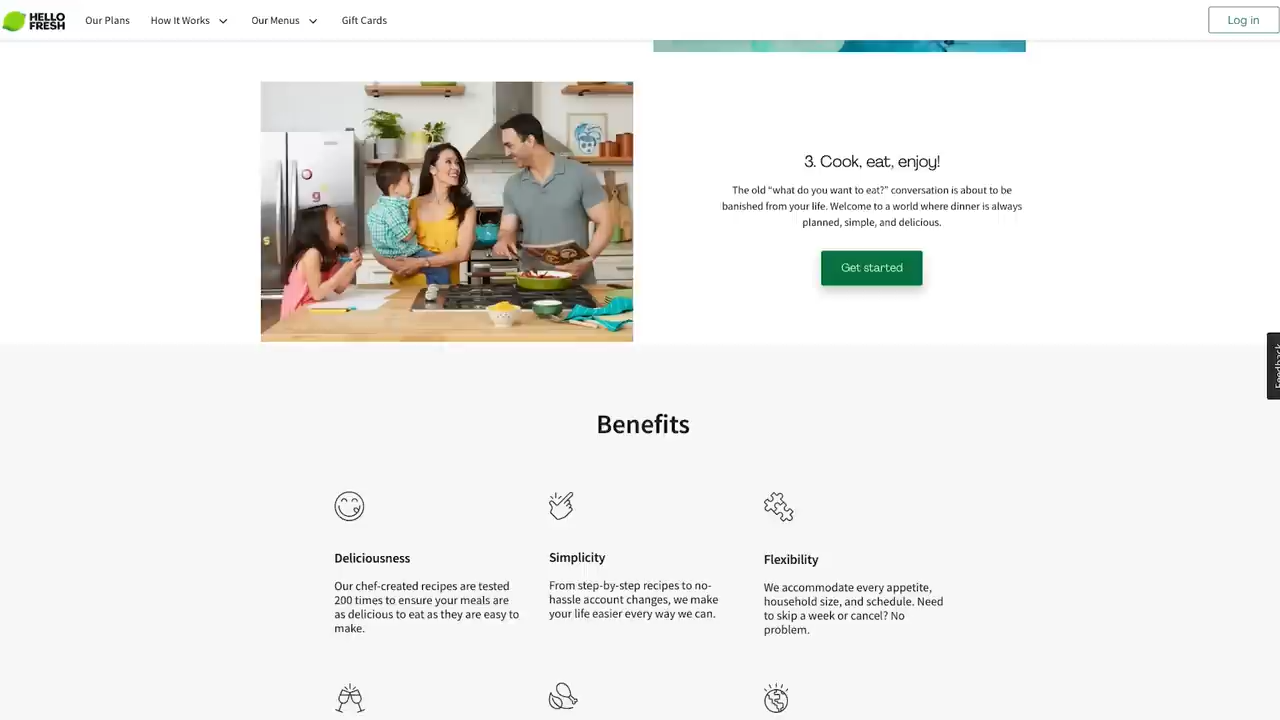 HELLO
FRESH
Our Plans
How It Works
Our Menus
Gift Cards
Log in
3. Cook, eat, enjoy!
The old “what do you want to eat?” conversation is about to be
banished from your life. Welcome to a world where dinner is always
planned, simple, and delicious.
Get started
Feedback
Benefits
Deliciousness
Our chef-created recipes are tested
200 times to ensure your meals are
as delicious to eat as they are easy to
make.
Simplicity
From step-by-step recipes to no-
hassle account changes, we make
your life easier every way we can.
Flexibility
We accommodate every appetite,
household size, and schedule. Need
to skip a week or cancel? No
problem.